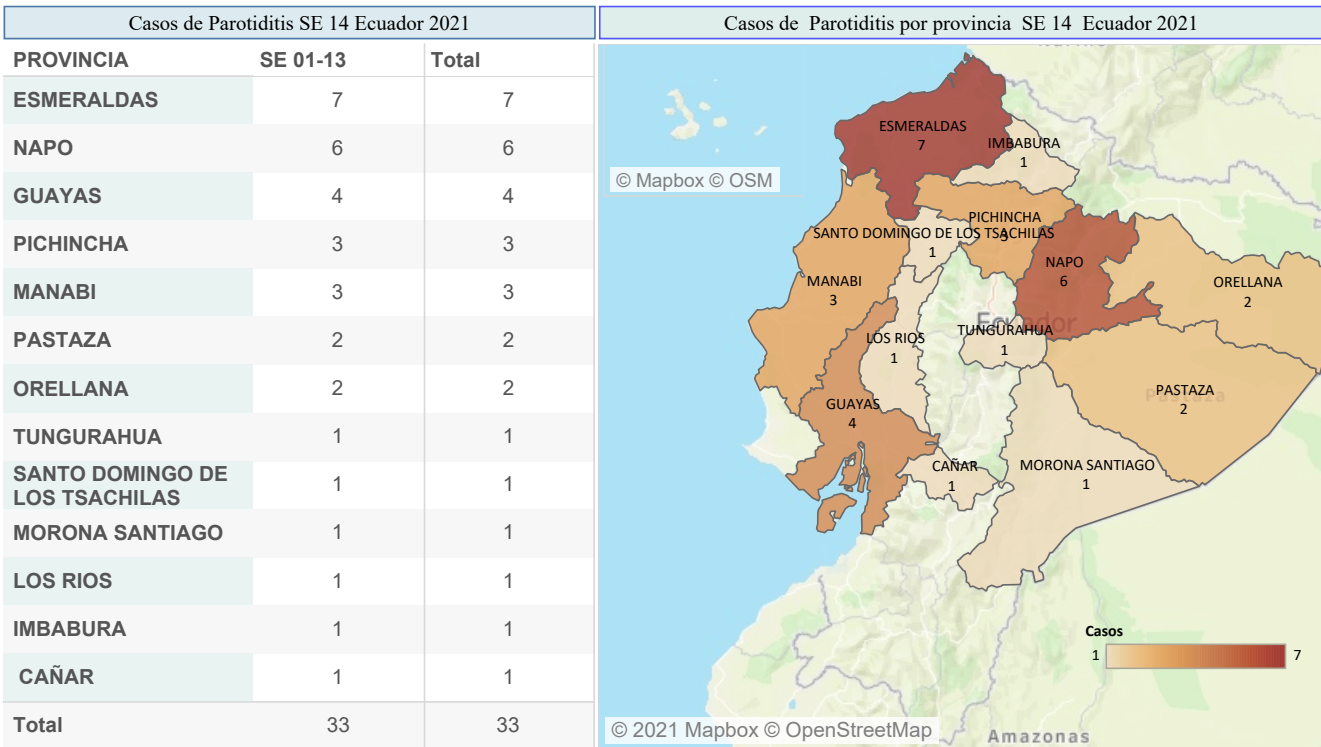 Casos de Parotiditis SE 14 Ecuador 2021
PROVINCIA SE 01-13 Total
ESMERALDAS 7 7
NAPO 6 6
GUAYAS 4 4
PICHINCHA 3 3
MANABI 3 3
PASTAZA 2 2
ORELLANA 2 2
TUNGURAHUA 1 1
SANTO DOMINGO DE
LOS TSACHILAS 1 1
MORONA SANTIAGO 1 1
LOS RIOS 1 1
IMBABURA 1 1
CAÑAR 1 1
Total 33 33
Casos de Parotiditis por provincia SE 14 Ecuador 2021
ESMERALDAS
7
IMBABURA
1
© Mapbox © OSM
PICHINCHA
3
SANTO DOMINGO DE LOS TSACHILAS
1
NAPO
6
ORELLANA
2
MANABI
3
Ecuador
TUNGURAHUA
1
LOS RIOS
1
PASTAZA
2
Pastaza
GUAYAS
4
CAÑAR
1
MORONA SANTIAGO
1
Casos
1 7
© 2021 Mapbox © OpenStreetMap
Amazonas